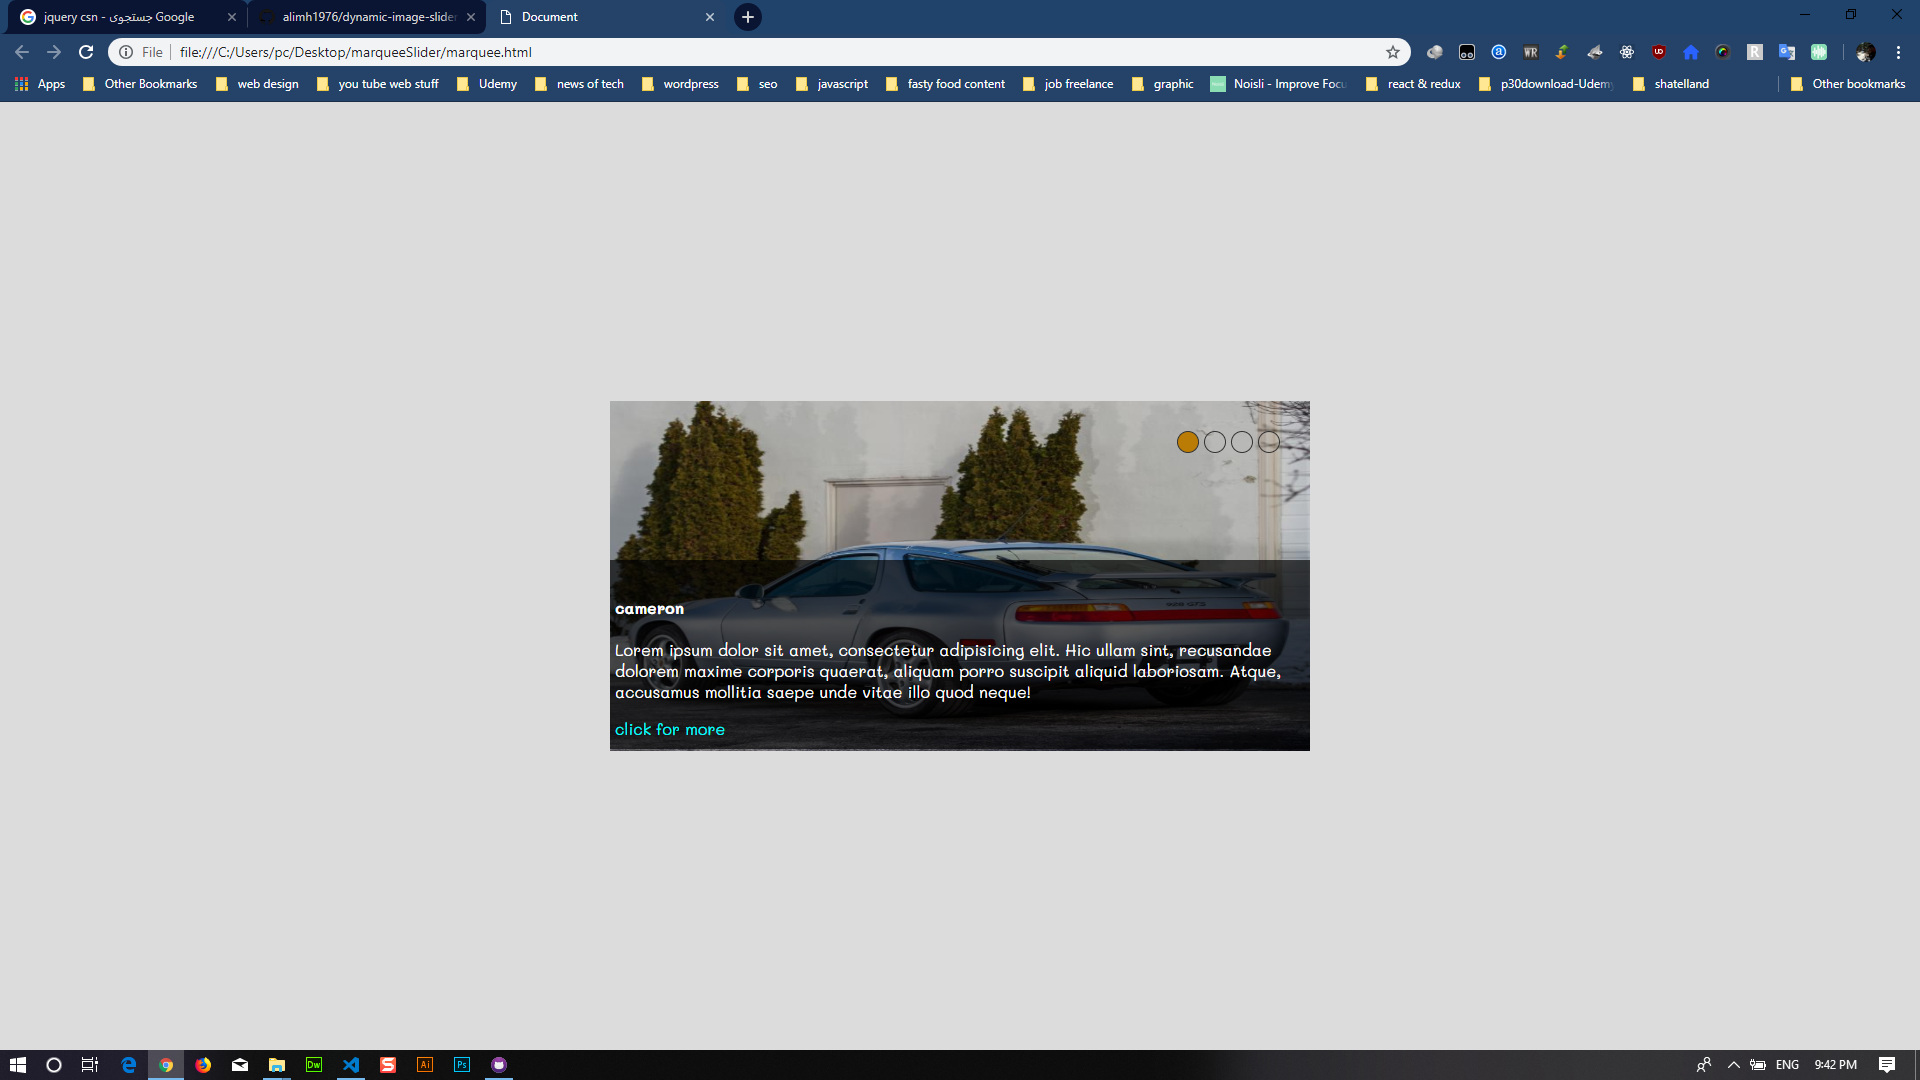 jquery csn - جستجوی Google
alimh1976/dynamic-image-slider
Document
File
file:///C:/Users/pc/Desktop/marqueeSlider/marquee.html
Apps
Other Bookmarks
web design
you tube web stuff
Udemy
news of tech
wordpress
seo
javascript
fasty food content
job freelance
graphic
Noisli - Improve Focu
react & redux
p30download-Udemy
shatelland
Other bookmarks
cameron
Lorem ipsum dolor sit amet, consectetur adipisicing elit. Hic ullam sint, recusandae
dolorem maxime corporis quaerat, aliquam porro suscipit aliquid laboriosam. Atque,
accusamus mollitia saepe unde vitae illo quod neque!
click for more
Dw
Ai
Ps
ENG
9:42 PM